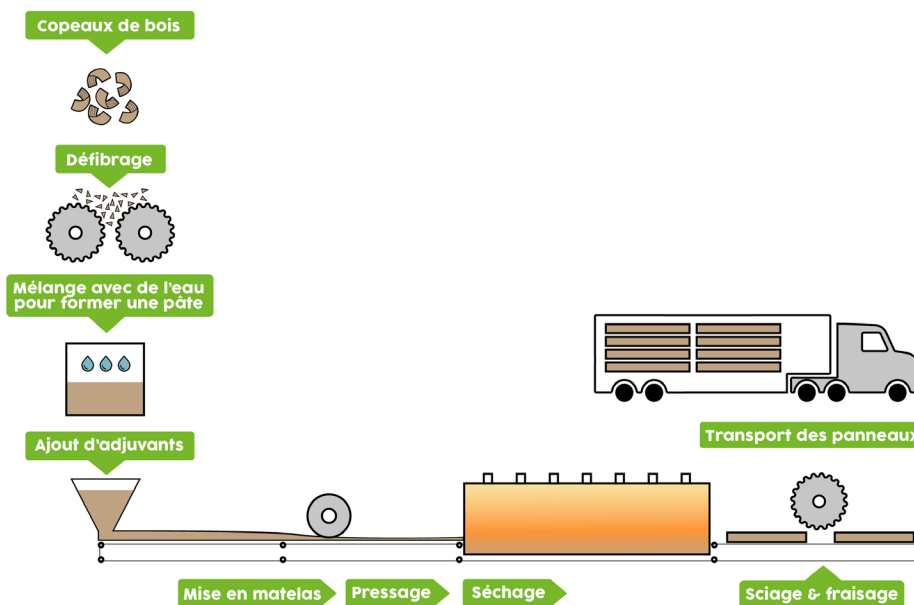 Copeaux de bois
Défibrage
Mélange avec de l'eau
pour former une pâte
Ajout d'adjuvants
Mise en matelas
Pressage
Séchage
Sciage & fraisage
Transport des panneaux